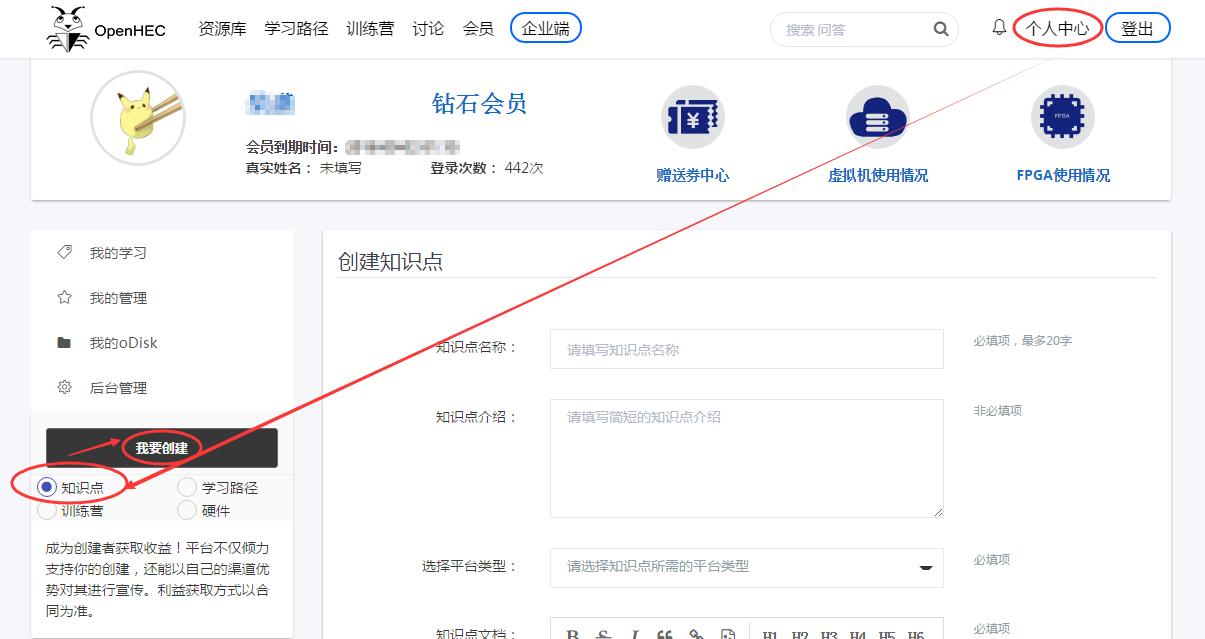 OpenHEC 资源库 学习路径 训练营 讨论 会员 企业端 搜索 问答 个人中心 登出
钻石会员
会员到期时间：
真实姓名： 未填写 登录次数： 442次
¥
FPGA
赠送券中心 虚拟机使用情况 FPGA使用情况
我的学习
我的管理
我的oDisk
后台管理
我要创建
知识点 学习路径
训练营 硬件
成为创建者获取收益！平台不仅倾力
支持你的创建，还能以自己的渠道优
势对其进行宣传。利益获取方式以合
同为准。
创建知识点
知识点名称： 请填写知识点名称 必填项，最多20字
知识点介绍： 请填写简短的知识点介绍 非必填项
选择平台类型： 请选择知识点所需的平台类型 必填项
知识点文档： B S I H1 H2 H3 H4 H5 H6 必填项